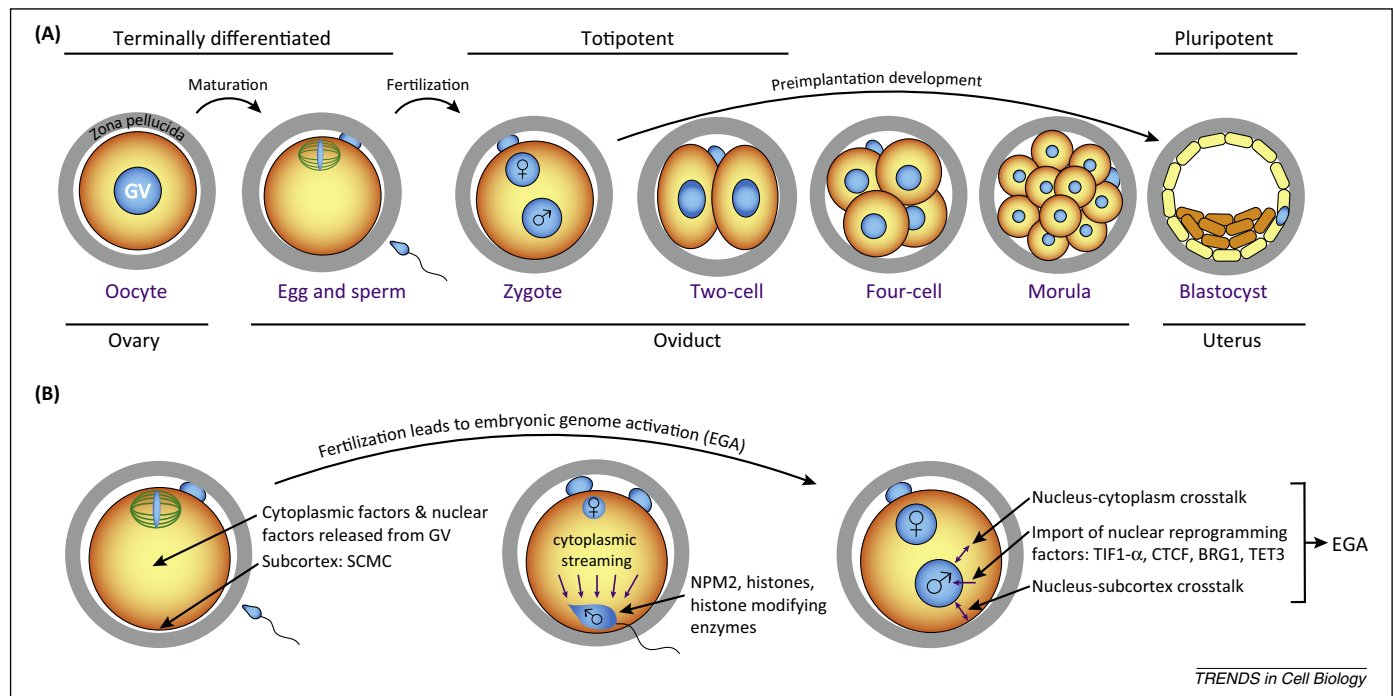 (A)
Terminally differentiated
Totipotent
Pluripotent
Maturation
Fertilization
Preimplantation development
Zona pellucida
GV
♀
♂
Oocyte
Egg and sperm
Zygote
Two-cell
Four-cell
Morula
Blastocyst
Ovary
Oviduct
Uterus
(B)
Fertilization leads to embryonic genome activation (EGA)
Cytoplasmic factors & nuclear
factors released from GV
Subcortex: SCMC
♀
cytoplasmic
streaming
♂
NPM2, histones,
histone modifying
enzymes
♀
♂
Nucleus-cytoplasm crosstalk
Import of nuclear reprogramming
factors: TIF1-α, CTCF, BRG1, TET3
Nucleus-subcortex crosstalk
EGA
TRENDS in Cell Biology